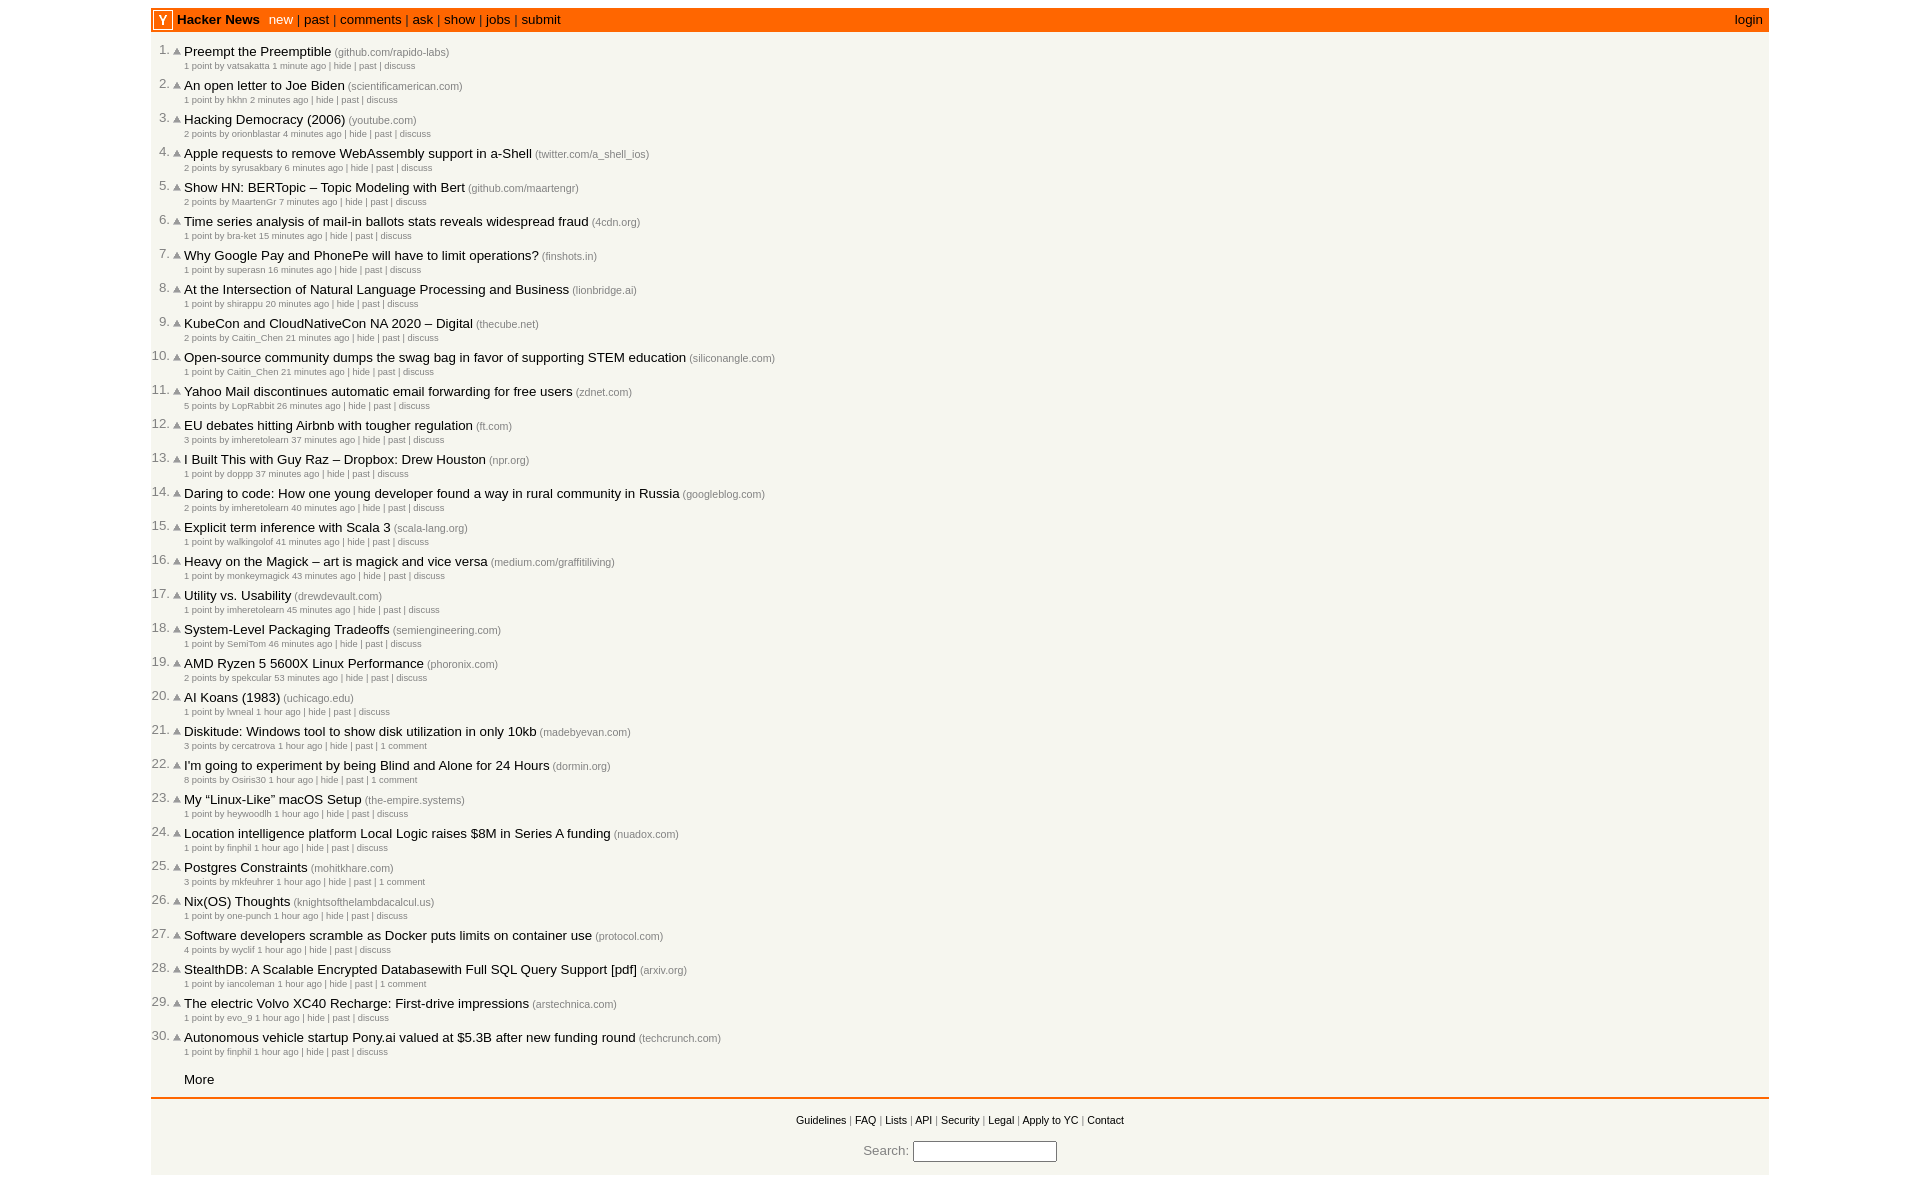 Y Hacker News new | past | comments | ask | show | jobs | submit login
1. Preempt the Preemptible (github.com/rapido-labs)
1 point by vatsakatta 1 minute ago | hide | past | discuss
2. An open letter to Joe Biden (scientificamerican.com)
1 point by hkhn 2 minutes ago | hide | past | discuss
3. Hacking Democracy (2006) (youtube.com)
2 points by orionblastar 4 minutes ago | hide | past | discuss
4. Apple requests to remove WebAssembly support in a-Shell (twitter.com/a_shell_ios)
2 points by syrusakbary 6 minutes ago | hide | past | discuss
5. Show HN: BERTopic – Topic Modeling with Bert (github.com/maartengr)
2 points by MaartenGr 7 minutes ago | hide | past | discuss
6. Time series analysis of mail-in ballots stats reveals widespread fraud (4cdn.org)
1 point by bra-ket 15 minutes ago | hide | past | discuss
7. Why Google Pay and PhonePe will have to limit operations? (finshots.in)
1 point by superasn 16 minutes ago | hide | past | discuss
8. At the Intersection of Natural Language Processing and Business (lionbridge.ai)
1 point by shirappu 20 minutes ago | hide | past | discuss
9. KubeCon and CloudNativeCon NA 2020 – Digital (thecube.net)
2 points by Caitin_Chen 21 minutes ago | hide | past | discuss
10. Open-source community dumps the swag bag in favor of supporting STEM education (siliconangle.com)
1 point by Caitin_Chen 21 minutes ago | hide | past | discuss
11. Yahoo Mail discontinues automatic email forwarding for free users (zdnet.com)
5 points by LopRabbit 26 minutes ago | hide | past | discuss
12. EU debates hitting Airbnb with tougher regulation (ft.com)
3 points by imheretolearn 37 minutes ago | hide | past | discuss
13. I Built This with Guy Raz – Dropbox: Drew Houston (npr.org)
1 point by doppp 37 minutes ago | hide | past | discuss
14. Daring to code: How one young developer found a way in rural community in Russia (googleblog.com)
2 points by imheretolearn 40 minutes ago | hide | past | discuss
15. Explicit term inference with Scala 3 (scala-lang.org)
1 point by walkingolof 41 minutes ago | hide | past | discuss
16. Heavy on the Magick – art is magick and vice versa (medium.com/graffitiliving)
1 point by monkeymagick 43 minutes ago | hide | past | discuss
17. Utility vs. Usability (drewdevault.com)
1 point by imheretolearn 45 minutes ago | hide | past | discuss
18. System-Level Packaging Tradeoffs (semiengineering.com)
1 point by SemiTom 46 minutes ago | hide | past | discuss
19. AMD Ryzen 5 5600X Linux Performance (phoronix.com)
2 points by spekcular 53 minutes ago | hide | past | discuss
20. AI Koans (1983) (uchicago.edu)
1 point by lwneal 1 hour ago | hide | past | discuss
21. Diskitude: Windows tool to show disk utilization in only 10kb (madebyevan.com)
3 points by cercatrova 1 hour ago | hide | past | 1 comment
22. I'm going to experiment by being Blind and Alone for 24 Hours (dormin.org)
8 points by Osiris30 1 hour ago | hide | past | 1 comment
23. My “Linux-Like” macOS Setup (the-empire.systems)
1 point by heywoodlh 1 hour ago | hide | past | discuss
24. Location intelligence platform Local Logic raises $8M in Series A funding (nuadox.com)
1 point by finphil 1 hour ago | hide | past | discuss
25. Postgres Constraints (mohitkhare.com)
3 points by mkfeuhrer 1 hour ago | hide | past | 1 comment
26. Nix(OS) Thoughts (knightsofthelambdacalcul.us)
1 point by one-punch 1 hour ago | hide | past | discuss
27. Software developers scramble as Docker puts limits on container use (protocol.com)
4 points by wyclif 1 hour ago | hide | past | discuss
28. StealthDB: A Scalable Encrypted Databasewith Full SQL Query Support [pdf] (arxiv.org)
1 point by iancoleman 1 hour ago | hide | past | 1 comment
29. The electric Volvo XC40 Recharge: First-drive impressions (arstechnica.com)
1 point by evo_9 1 hour ago | hide | past | discuss
30. Autonomous vehicle startup Pony.ai valued at $5.3B after new funding round (techcrunch.com)
1 point by finphil 1 hour ago | hide | past | discuss
More
Guidelines | FAQ | Lists | API | Security | Legal | Apply to YC | Contact
Search: